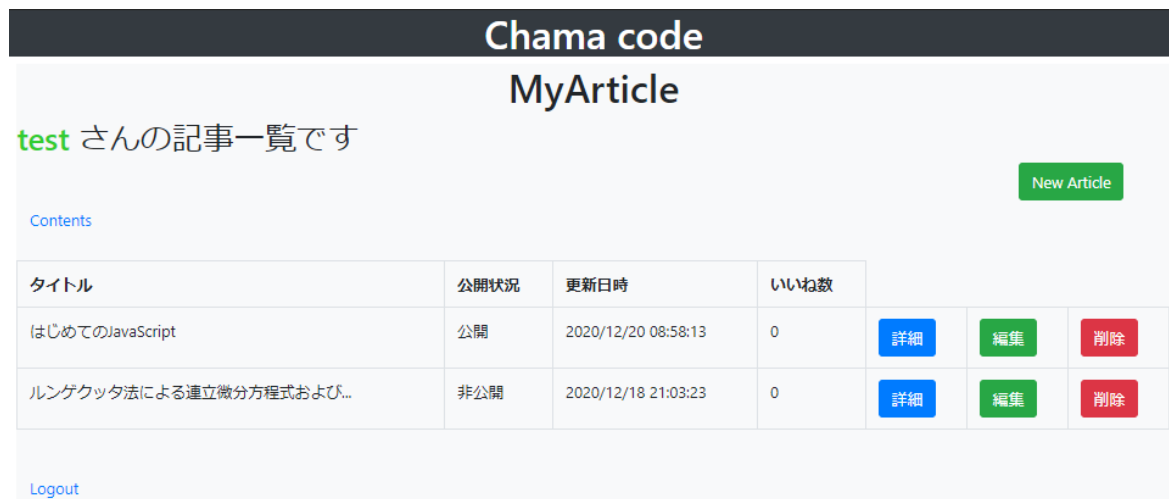 Chama code
MyArticle
test さんの記事一覧です
New Article
Contents
タイトル 公開状況 更新日時 いいね数
はじめてのJavaScript 公開 2020/12/20 08:58:13 0 詳細 編集 削除
ルンゲクッタ法による連立微分方程式および... 非公開 2020/12/18 21:03:23 0 詳細 編集 削除
Logout